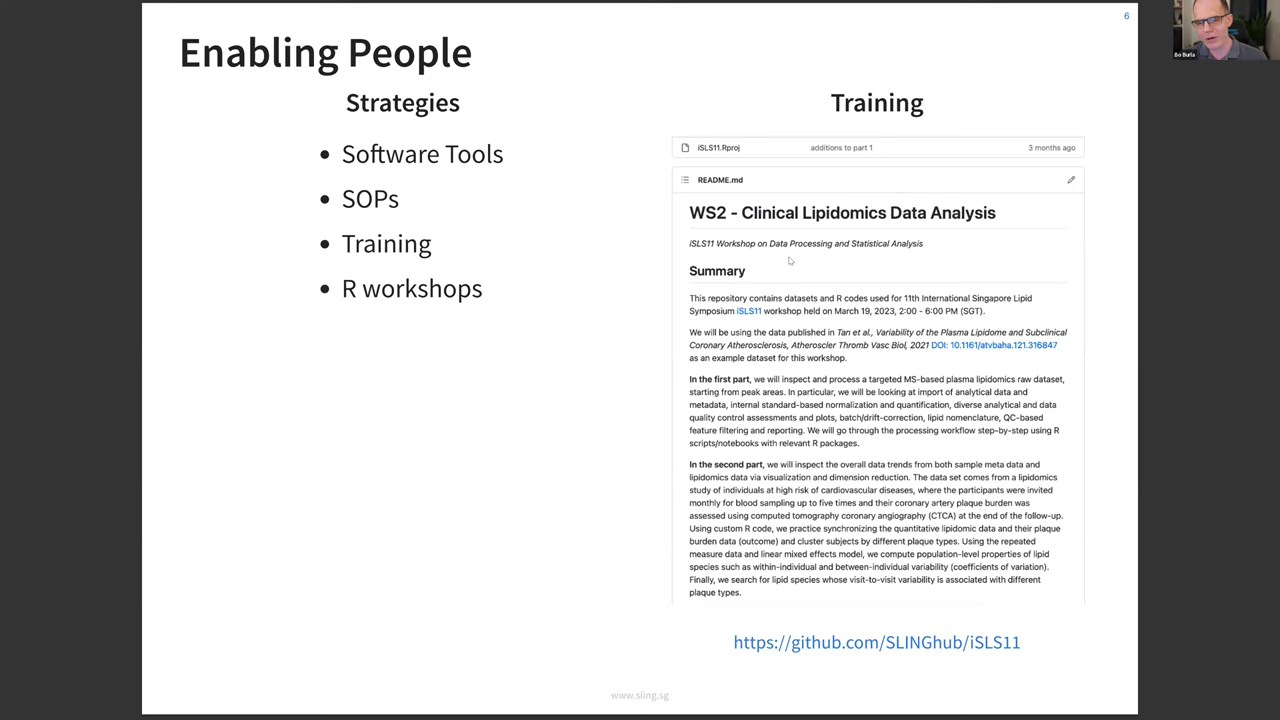 6
Bo Burla
Enabling People
Strategies
• Software Tools
• SOPs
• Training
• R workshops
Training
iSLS11.Rproj additions to part 1 3 months ago
README.md
WS2 - Clinical Lipidomics Data Analysis
iSLS11 Workshop on Data Processing and Statistical Analysis
Summary
This repository contains datasets and R codes used for 11th International Singapore Lipid
Symposium iSLS11 workshop held on March 19, 2023, 2:00 - 6:00 PM (SGT).
We will be using the data published in Tan et al., Variability of the Plasma Lipidome and Subclinical
Coronary Atherosclerosis, Atheroscler Thromb Vasc Biol, 2021 DOI: 10.1161/atvbaha.121.316847
as an example dataset for this workshop.
In the first part, we will inspect and process a targeted MS-based plasma lipidomics raw dataset,
starting from peak areas. In particular, we will be looking at import of analytical data and
metadata, internal standard-based normalization and quantification, diverse analytical and data
quality control assessments and plots, batch/drift-correction, lipid nomenclature, QC-based
feature filtering and reporting. We will go through the processing workflow step-by-step using R
scripts/notebooks with relevant R packages.
In the second part, we will inspect the overall data trends from both sample meta data and
lipidomics data via visualization and dimension reduction. The data set comes from a lipidomics
study of individuals at high risk of cardiovascular diseases, where the participants were invited
monthly for blood sampling up to five times and their coronary artery plaque burden was
assessed using computed tomography coronary angiography (CTCA) at the end of the follow-up.
Using custom R code, we practice synchronizing the quantitative lipidomic data and their plaque
burden data (outcome) and cluster subjects by different plaque types. Using the repeated
measure data and linear mixed effects model, we compute population-level properties of lipid
species such as within-individual and between-individual variability (coefficients of variation).
Finally, we search for lipid species whose visit-to-visit variability is associated with different
plaque types.
https://github.com/SLINGhub/iSLS11
www.sling.sg